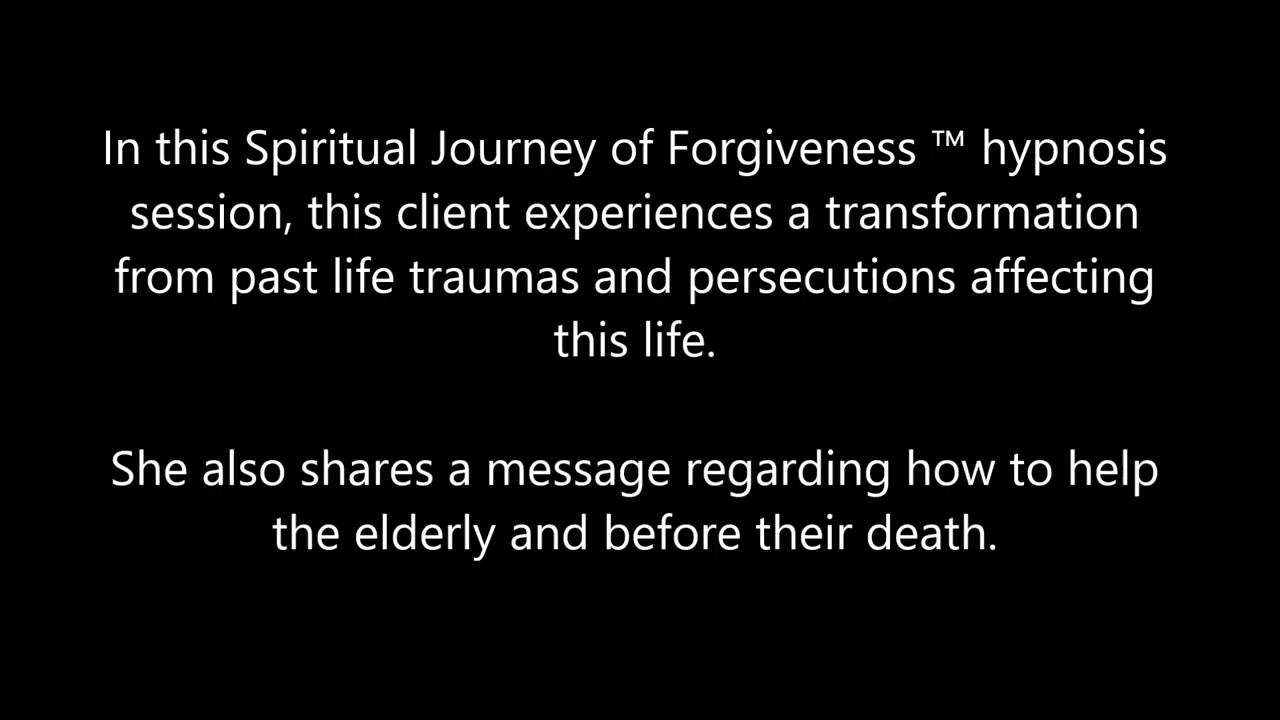 In this Spiritual Journey of Forgiveness ™ hypnosis
session, this client experiences a transformation
from past life traumas and persecutions affecting
this life.
She also shares a message regarding how to help
the elderly and before their death.